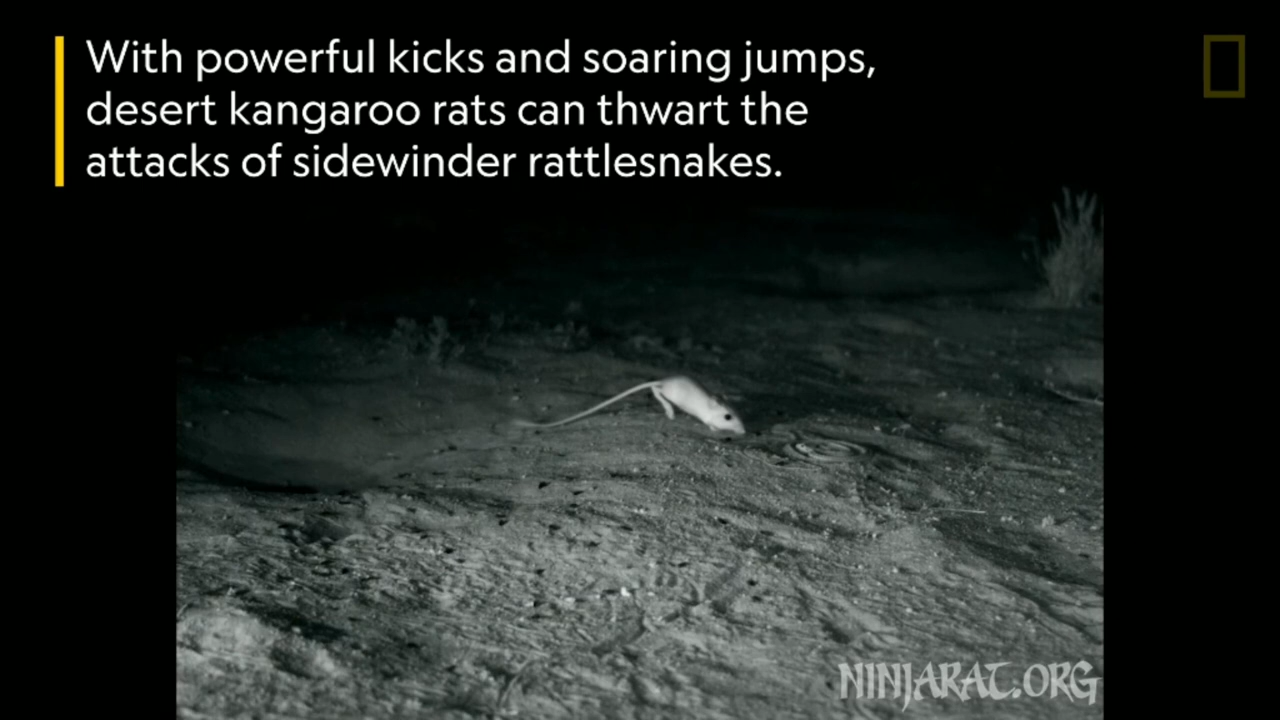 With powerful kicks and soaring jumps,
desert kangaroo rats can thwart the
attacks of sidewinder rattlesnakes.
NINJARAT.ORG